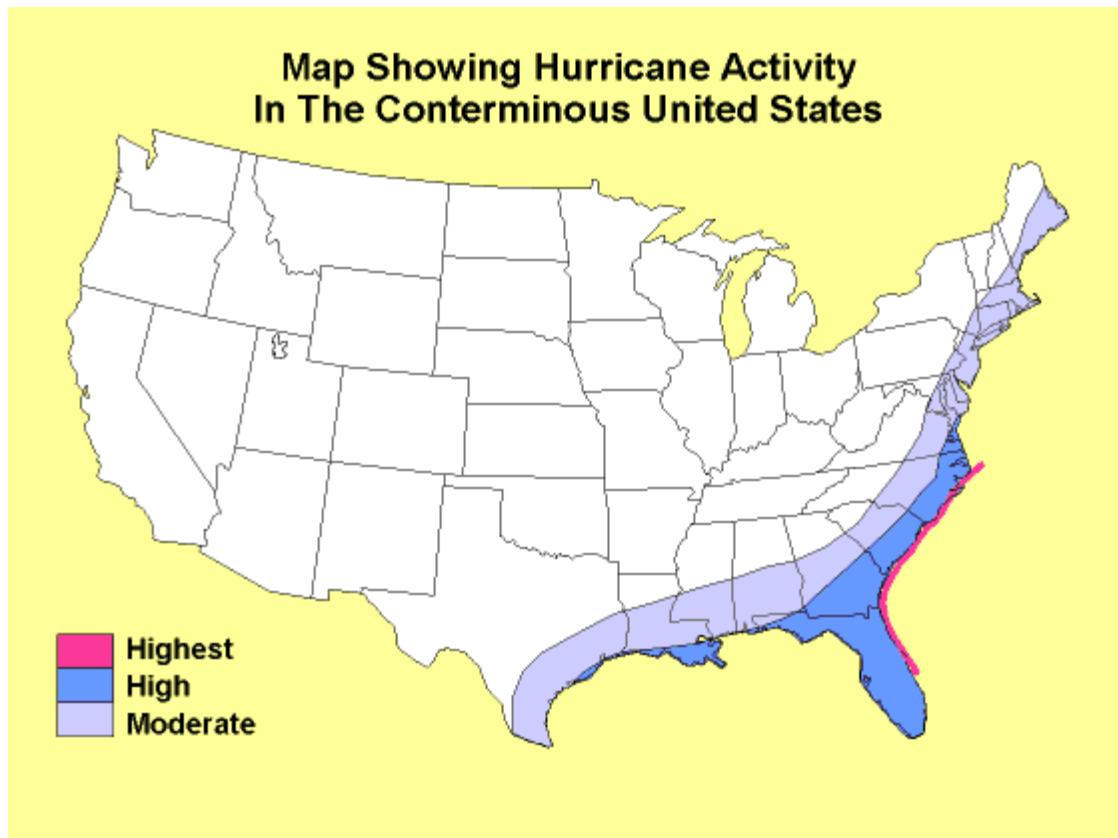 Map Showing Hurricane Activity
In The Conterminous United States
Highest
High
Moderate